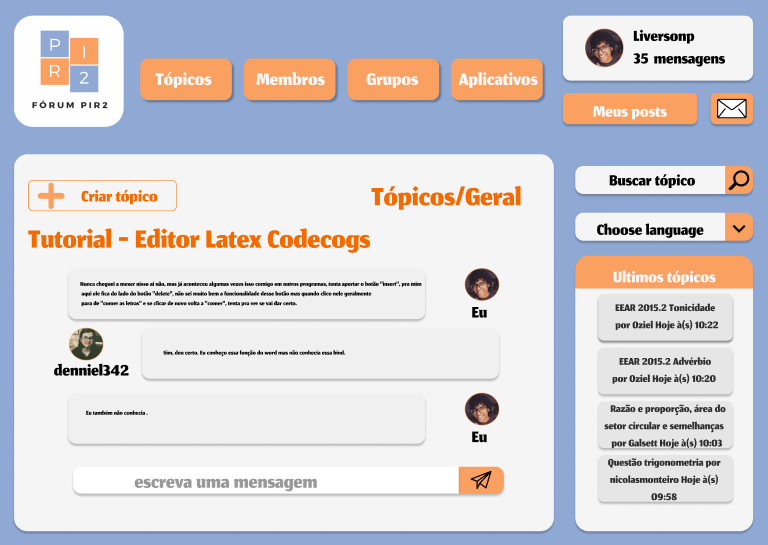 P
I
R
2
FÓRUM PIR2
Tópicos
Membros
Grupos
Aplicativos
Liversonp
35 mensagens
Meus posts
Criar tópico
Tópicos/Geral
Tutorial - Editor Latex Codecogs
Nunca cheguei a mexer nisso aí não, mas já aconteceu algumas vezes isso comigo em outros programas, tenta apertar o botão "insert", pra mim
aqui ele fica do lado do botão "delete", não sei muito bem a funcionalidade desse botão mas quando clico nele geralmente
para de "comer as letras" e se clicar de novo volta a "comer", tenta pra ver se vai dar certo.
Eu
denniel342
Sim, deu certo. Eu conheço essa função do word mas não conhecia essa bind.
Eu também não conhecia .
Eu
escreva uma mensagem
Buscar tópico
Choose language
Ultimos tópicos
EEAR 2015.2 Tonicidade
por Oziel Hoje à(s) 10:22
EEAR 2015.2 Advérbio
por Oziel Hoje à(s) 10:20
Razão e proporção, área do
setor circular e semelhanças
por Galsett Hoje à(s) 10:03
Questão trigonometria por
nicolasmonteiro Hoje à(s)
09:58